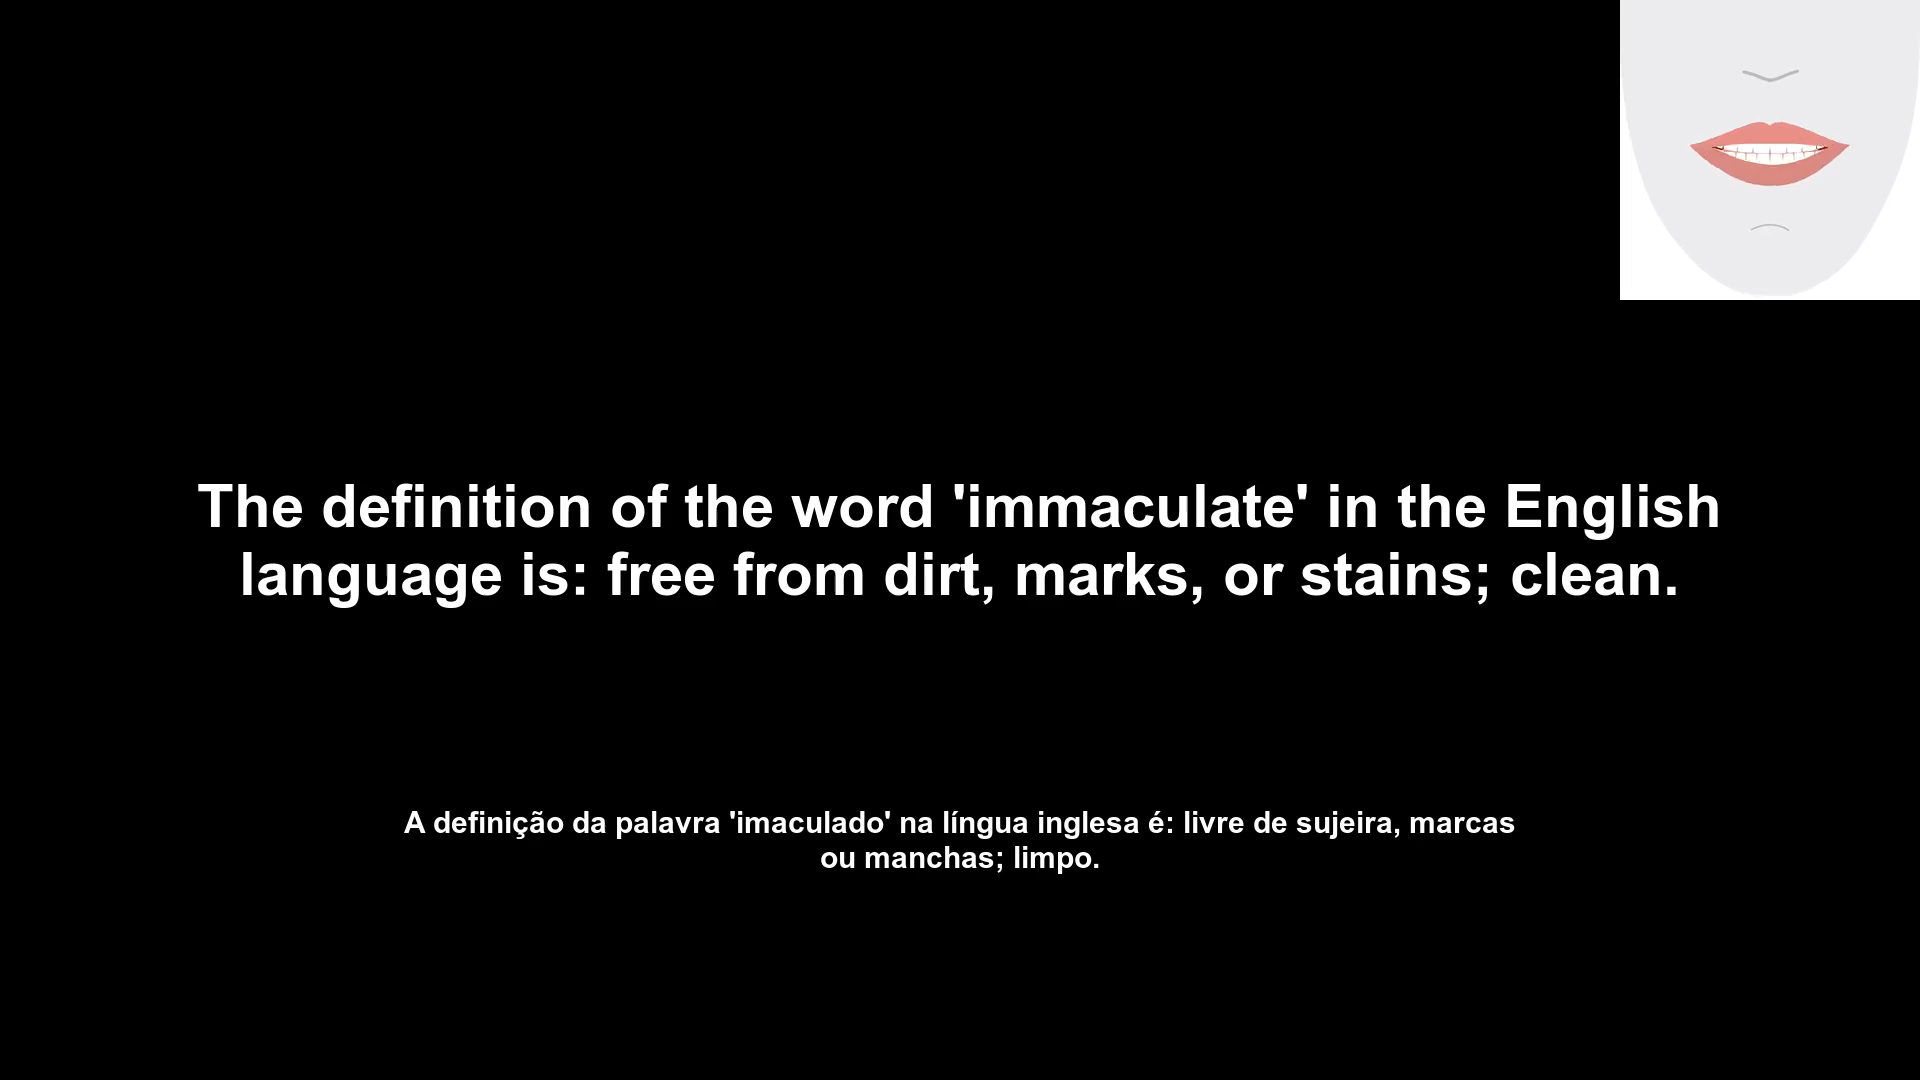 The definition of the word 'immaculate' in the English
language is: free from dirt, marks, or stains; clean.
A definição da palavra 'imaculado' na língua inglesa é: livre de sujeira, marcas
ou manchas; limpo.